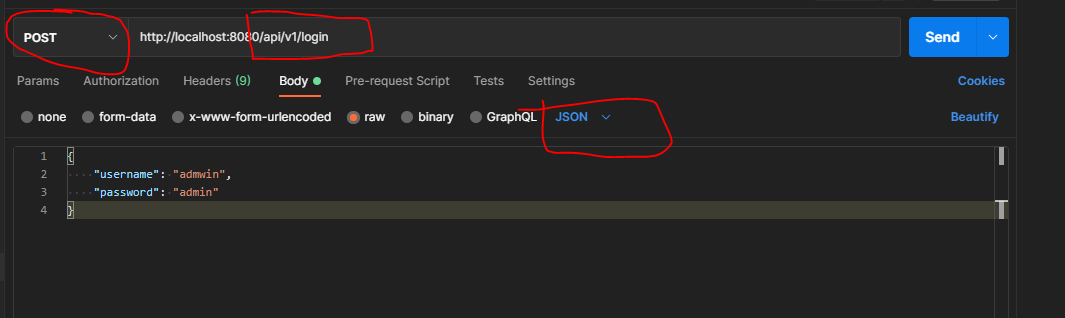 POST http://localhost:8080/api/v1/login Send
Params Authorization Headers (9) Body Pre-request Script Tests Settings Cookies
none form-data x-www-form-urlencoded raw binary GraphQL JSON Beautify
1 {
2 "username": "admwin",
3 "password": "admin"
4 }